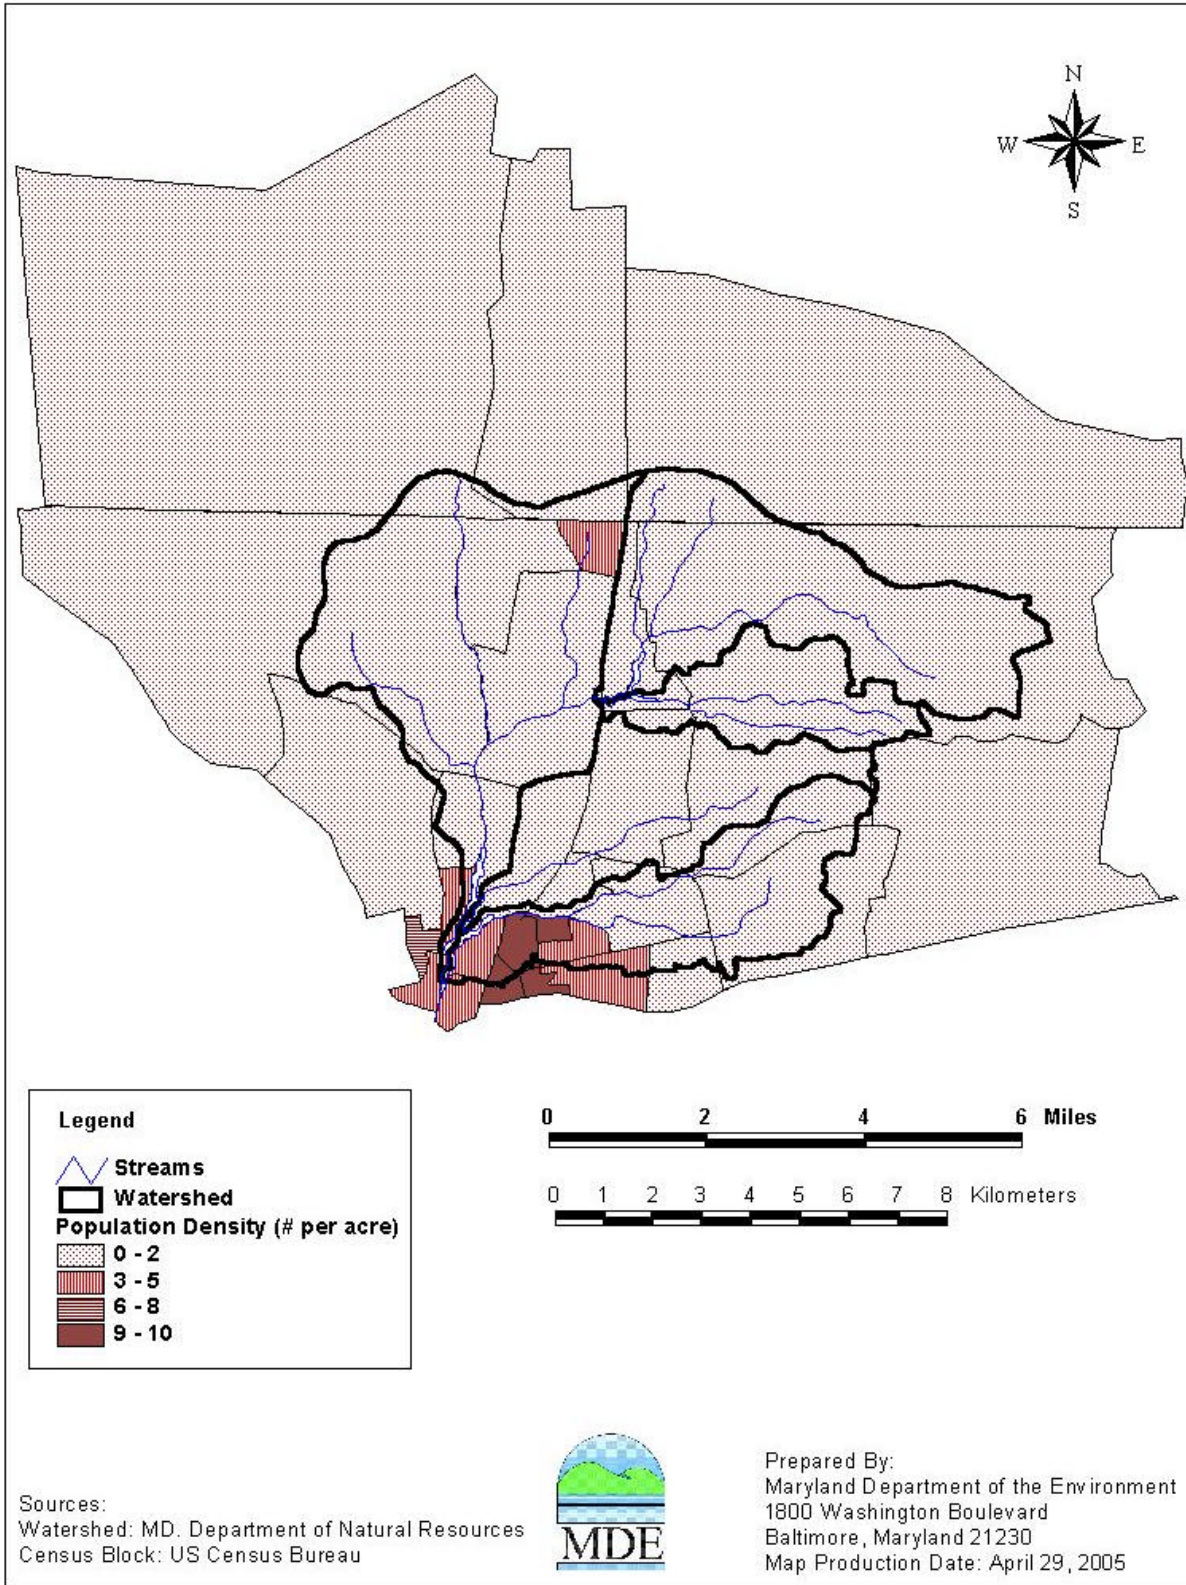 N
W E
S
Legend
Streams
Watershed
Population Density (# per acre)
0 - 2
3 - 5
6 - 8
9 - 10
0 2 4 6 Miles
0 1 2 3 4 5 6 7 8 Kilometers
Sources:
Watershed: MD. Department of Natural Resources
Census Block: US Census Bureau
MDE
Prepared By:
Maryland Department of the Environment
1800 Washington Boulevard
Baltimore, Maryland 21230
Map Production Date: April 29, 2005